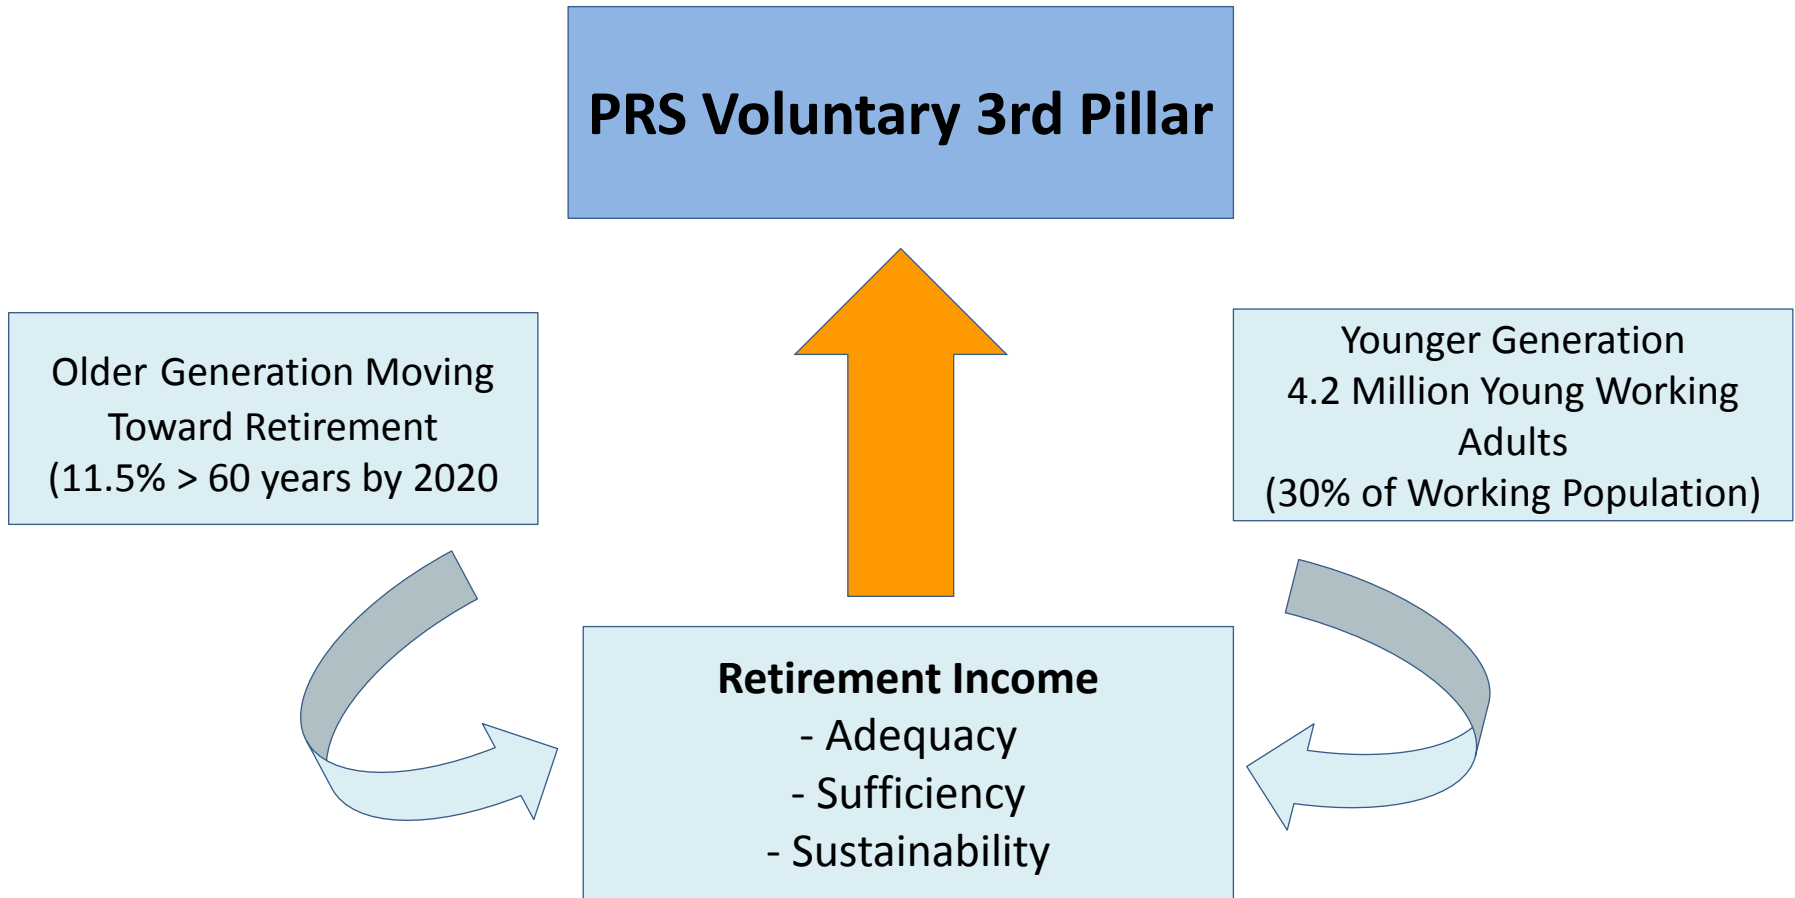 PRS Voluntary 3rd Pillar
Older Generation Moving
Toward Retirement
(11.5% > 60 years by 2020
Younger Generation
4.2 Million Young Working
Adults
(30% of Working Population)
Retirement Income
- Adequacy
- Sufficiency
- Sustainability